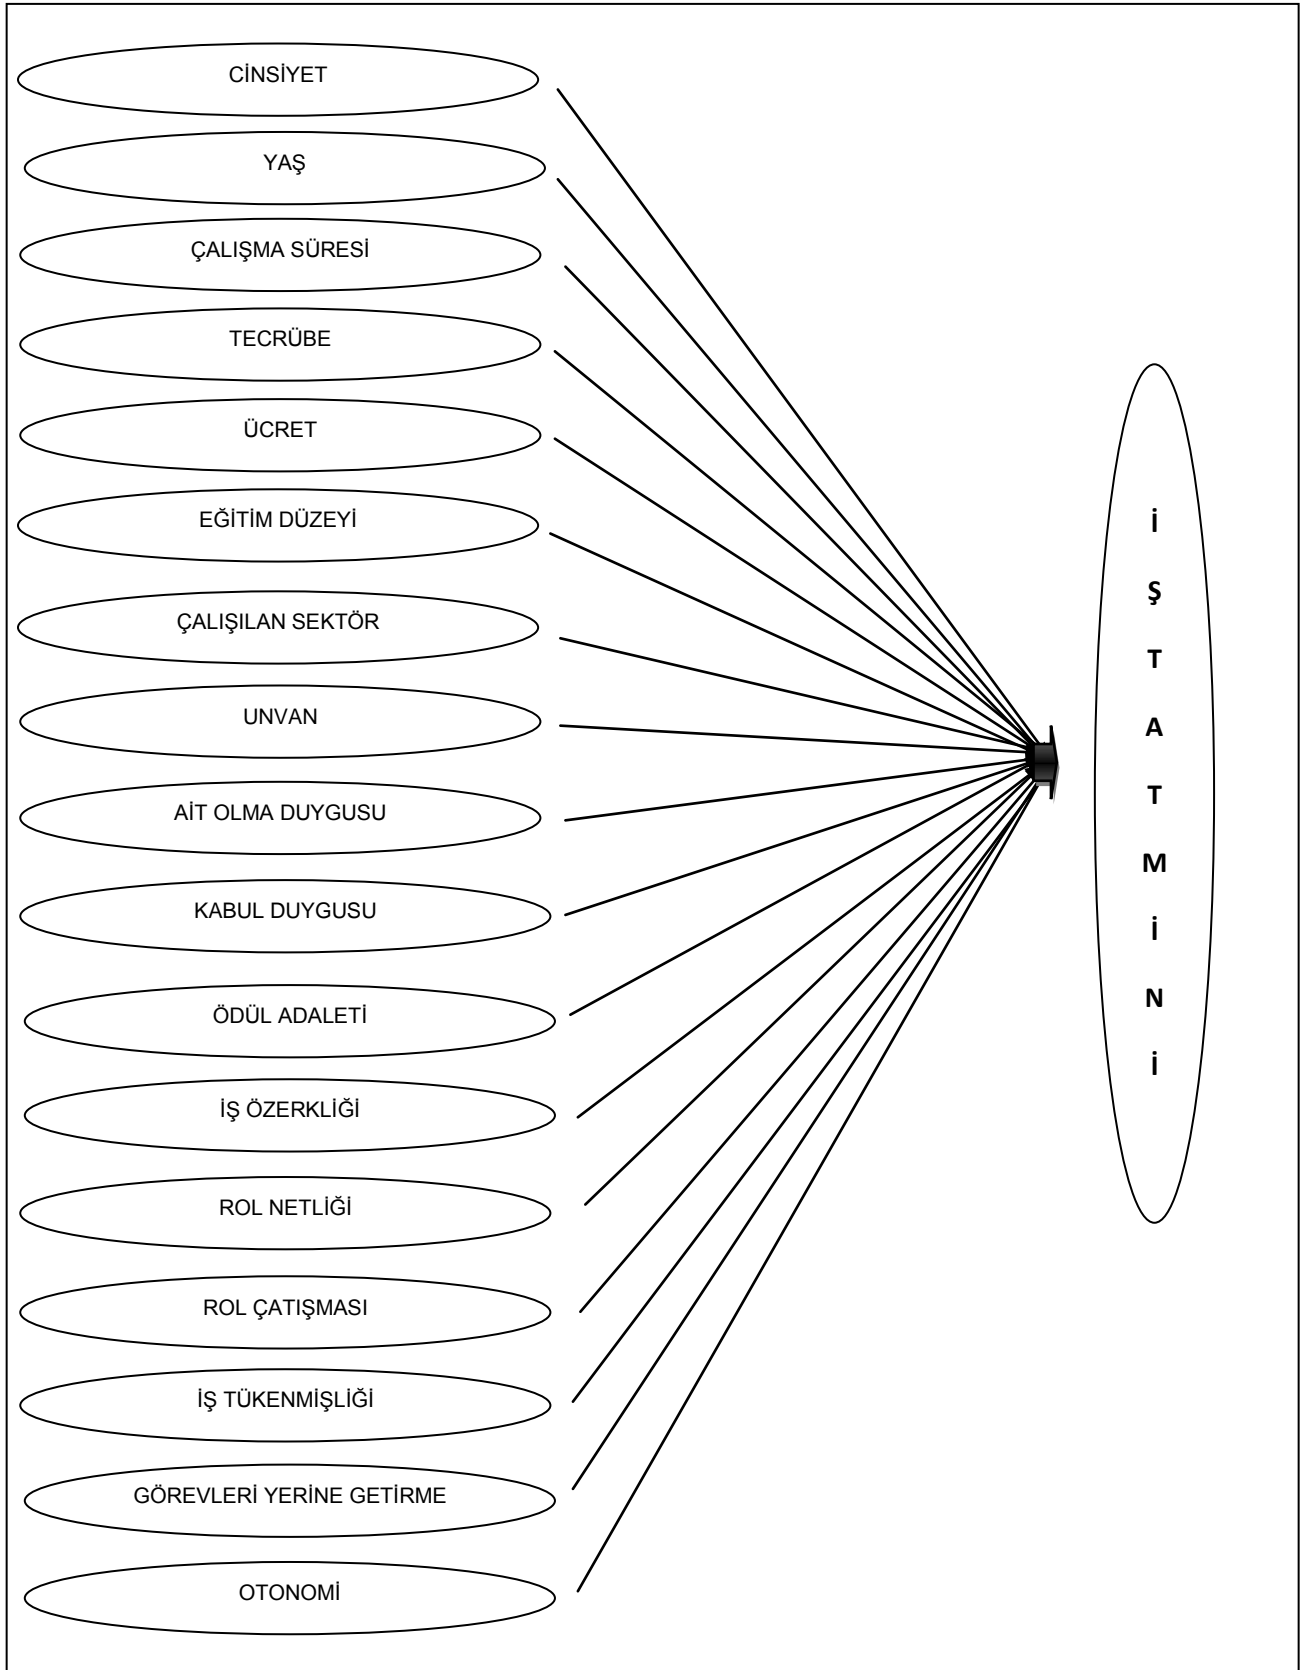 CİNSİYET
YAŞ
ÇALIŞMA SÜRESİ
TECRÜBE
ÜCRET
EĞİTİM DÜZEYİ
ÇALIŞILAN SEKTÖR
UNVAN
AİT OLMA DUYGUSU
KABUL DUYGUSU
ÖDÜL ADALETİ
İŞ ÖZERKLİĞİ
ROL NETLİĞİ
ROL ÇATIŞMASI
İŞ TÜKENMİŞLİĞİ
GÖREVLERİ YERİNE GETİRME
OTONOMİ
İ
Ş
T
A
T
M
İ
N
İ